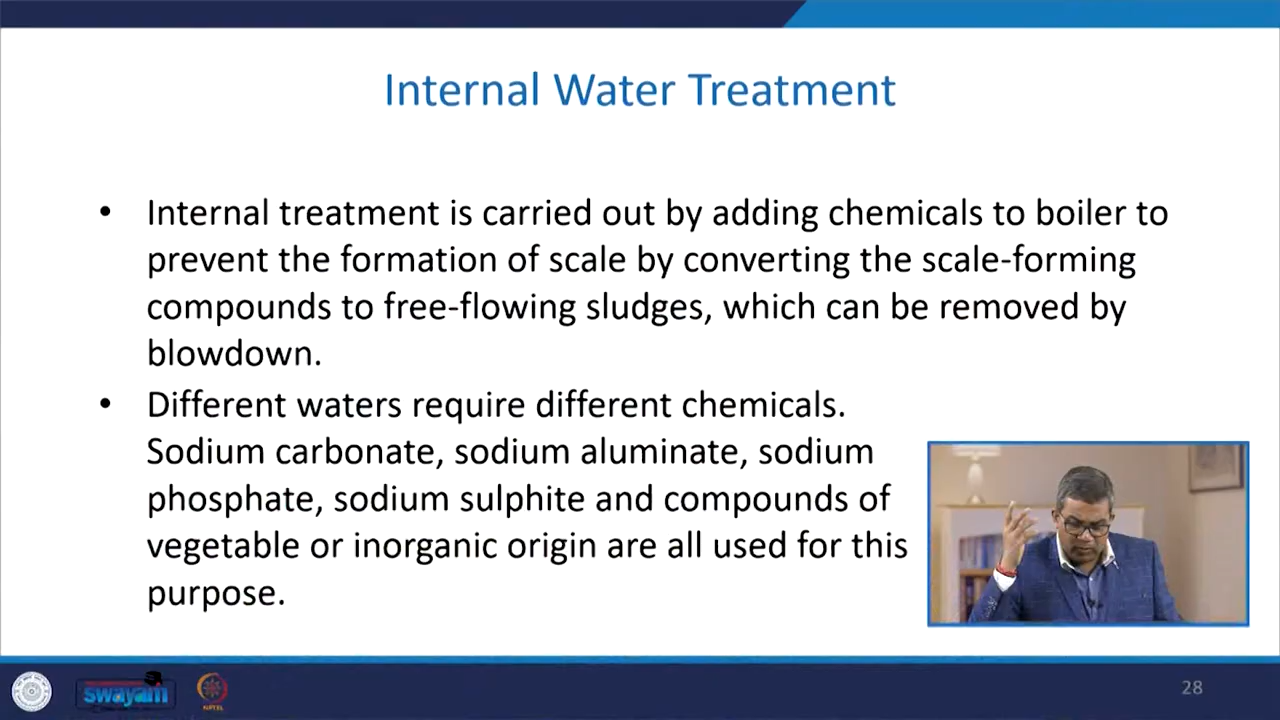 Internal Water Treatment
• Internal treatment is carried out by adding chemicals to boiler to
prevent the formation of scale by converting the scale-forming
compounds to free-flowing sludges, which can be removed by
blowdown.
• Different waters require different chemicals.
Sodium carbonate, sodium aluminate, sodium
phosphate, sodium sulphite and compounds of
vegetable or inorganic origin are all used for this
purpose.
swayam
NPTEL
28